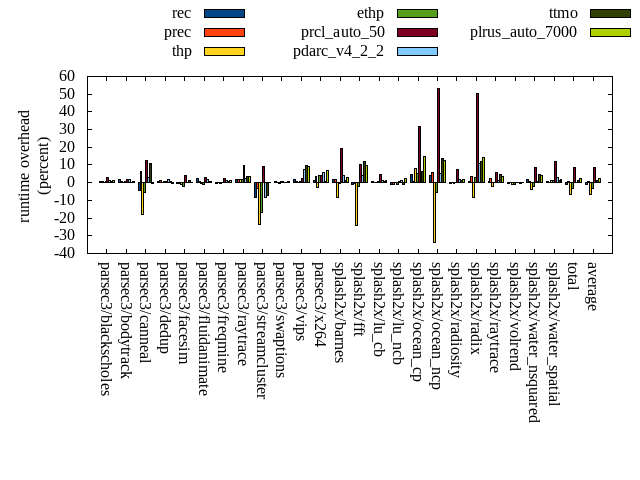 rec ethp ttmo
prec prcl_auto_50 plrus_auto_7000
thp pdarc_v4_2_2
runtime overhead
(percent)
60
50
40
30
20
10
0
-10
-20
-30
-40
parsec3/blackscholes
parsec3/bodytrack
parsec3/canneal
parsec3/dedup
parsec3/facesim
parsec3/fluidanimate
parsec3/freqmine
parsec3/raytrace
parsec3/streamcluster
parsec3/swaptions
parsec3/vips
parsec3/x264
splash2x/barnes
splash2x/fft
splash2x/lu_cb
splash2x/lu_ncb
splash2x/ocean_cp
splash2x/ocean_ncp
splash2x/radiosity
splash2x/radix
splash2x/raytrace
splash2x/volrend
splash2x/water_nsquared
splash2x/water_spatial
total
average